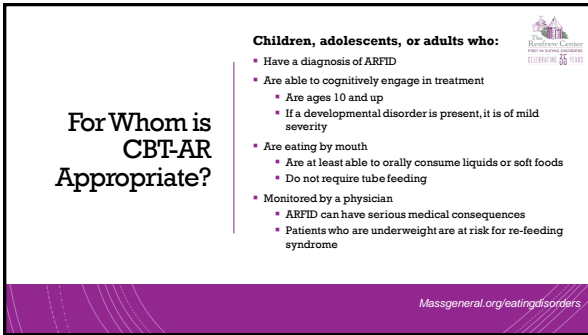 For Whom is
CBT-AR
Appropriate?
Children, adolescents, or adults who:
▪ Have a diagnosis of ARFID
▪ Are able to cognitively engage in treatment
▪ Are ages 10 and up
▪ If a developmental disorder is present, it is of mild
severity
▪ Are eating by mouth
▪ Are at least able to orally consume liquids or soft foods
▪ Do not require tube feeding
▪ Monitored by a physician
▪ ARFID can have serious medical consequences
▪ Patients who are underweight are at risk for re-feeding
syndrome
The
Renfrew Center
FIRST IN EATING DISORDERS
CELEBRATING 35 YEARS
Massgeneral.org/eatingdisorders